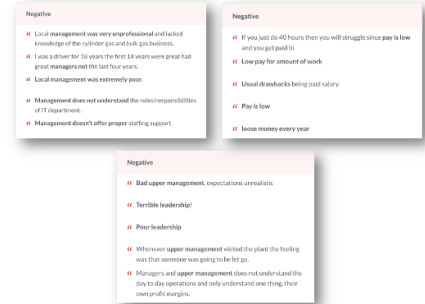 Negative
“ Local management was very unprofessional and lacked
knowledge of the cylinder gas and bulk gas business.
“ I was a driver for 18 years the first 14 years were great had
great managers not the last four years.
“ Local management was extremely poor.
“ Management does not understand the roles/responsibilities
of IT department.
“ Management doesn't offer proper staffing support.
Negative
“ If you just do 40 hours then you will struggle since pay is low
and you get paid bi
“ Low pay for amount of work
“ Usual drawbacks being paid salary
“ Pay is low
“ loose money every year
Negative
“ Bad upper management, expectations unrealistic
“ Terrible leadership!
“ Poor leadership
“ Whenever upper management visited the plant the feeling
was that someone was going to be let go.
“ Managers and upper management does not understand the
day to day operations and only understand one thing, their
own profit margins.